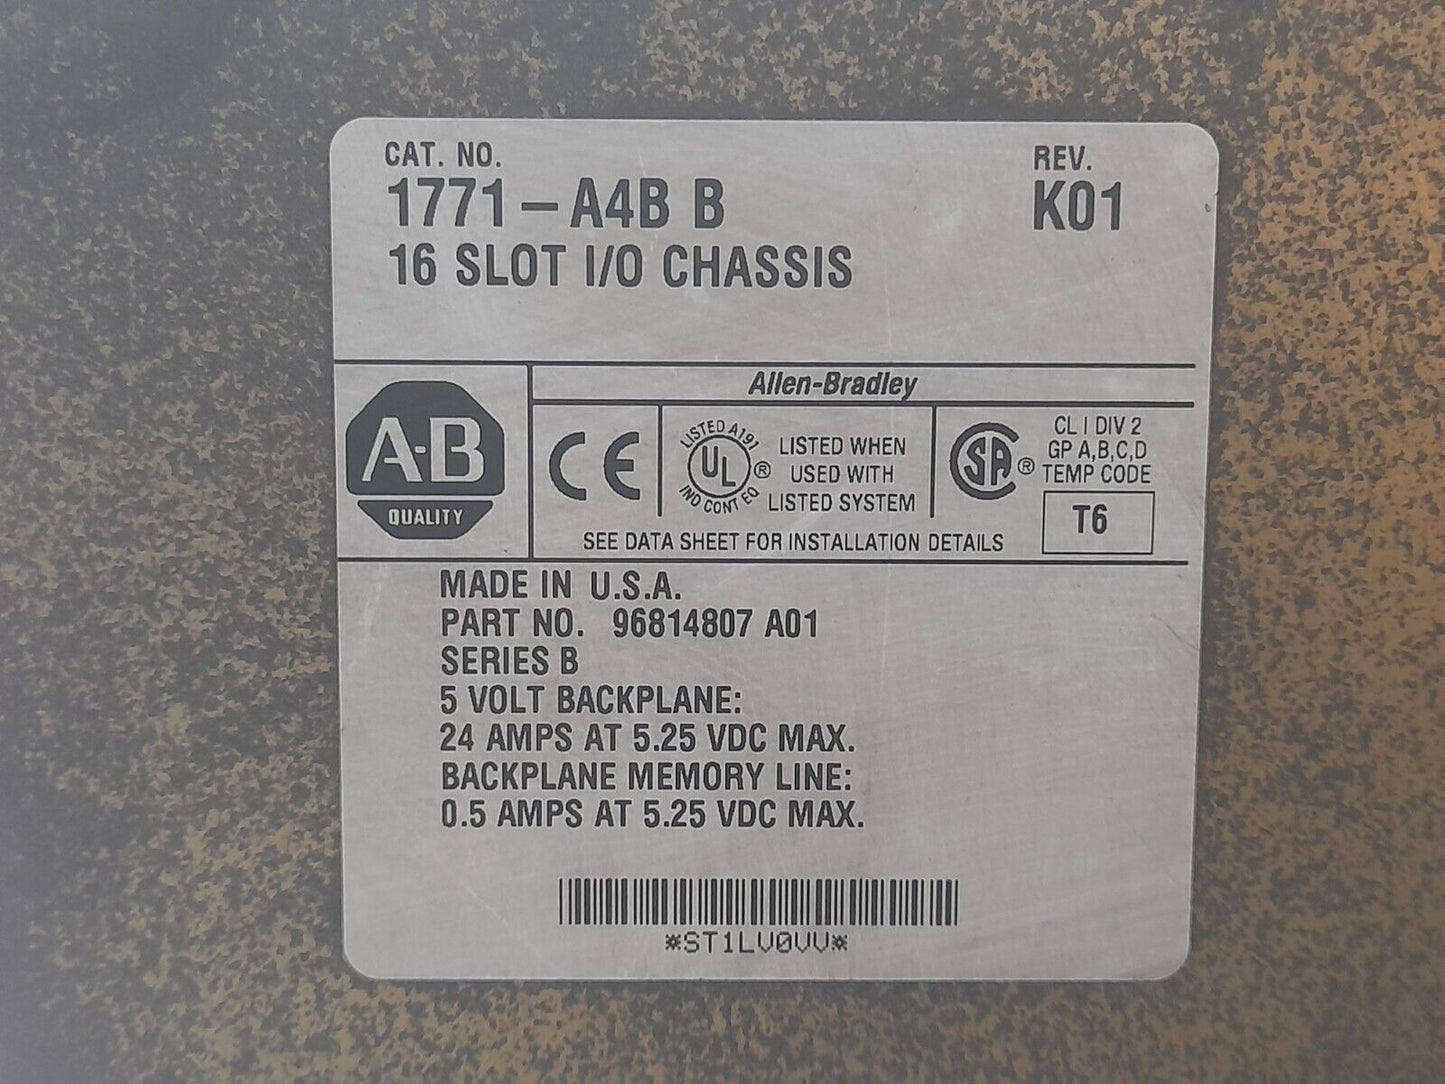 CAT. NO.
REV.
1771-A4B B
K01
16 SLOT I/O CHASSIS
Allen-Bradley
A-B
QUALITY
CE
LISTED A191
UL ®
IND CONT EQ
LISTED WHEN
USED WITH
LISTED SYSTEM
SA ®
CL I DIV 2
GP A,B,C,D
TEMP CODE
T6
SEE DATA SHEET FOR INSTALLATION DETAILS
MADE IN U.S.A.
PART NO. 96814807 A01
SERIES B
5 VOLT BACKPLANE:
24 AMPS AT 5.25 VDC MAX.
BACKPLANE MEMORY LINE:
0.5 AMPS AT 5.25 VDC MAX.
*ST1LV0VV*